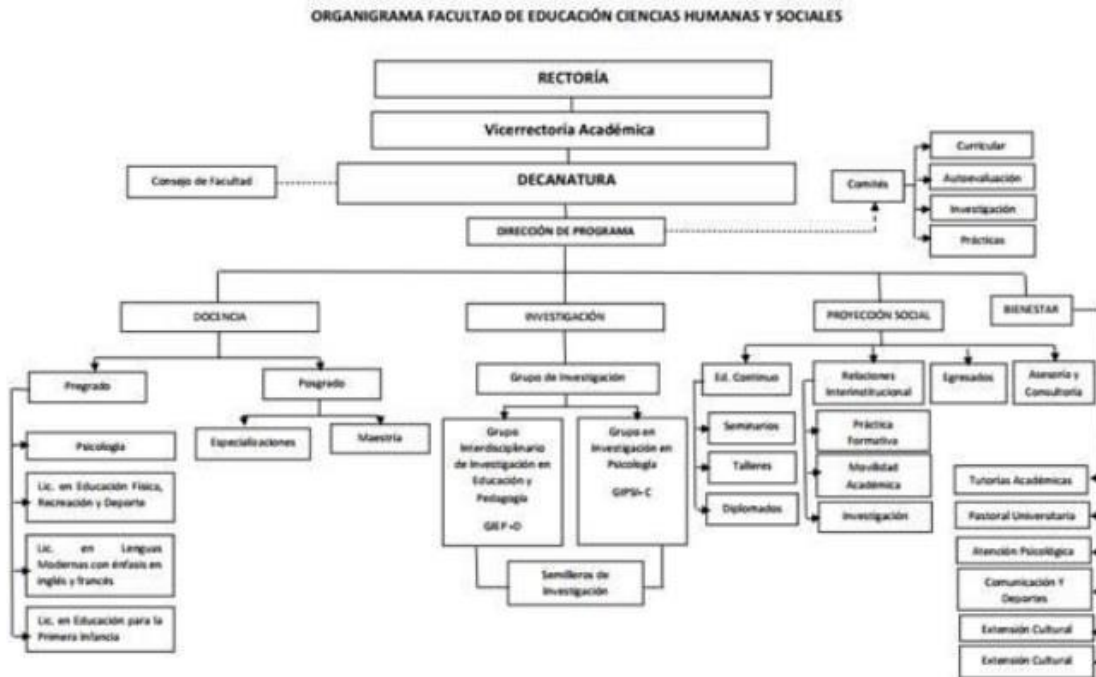 ORGANIGRAMA FACULTAD DE EDUCACIÓN CIENCIAS HUMANAS Y SOCIALES
RECTORÍA
Vicerrectoría Académica
Consejo de Facultad
DECANATURA
DIRECCIÓN DE PROGRAMA
Comités
Curricular
Autoevaluación
Investigación
Prácticas
DOCENCIA
INVESTIGACIÓN
PROYECCIÓN SOCIAL
BIENESTAR
Pregrado
Posgrado
Especializaciones
Maestría
Psicología
Lic. en Educación Física,
Recreación y Deporte
Lic. en Lenguas
Modernas con énfasis en
inglés y francés
Lic. en Educación para la
Primera Infancia
Grupo de Investigación
Grupo
Interdisciplinario
de Investigación en
Educación y
Pedagogía
GIEP-D
Grupo en
Investigación en
Psicología
GIPSI-C
Semilleros de
Investigación
Ed. Continuo
Seminarios
Talleres
Diplomados
Relaciones
Interinstitucional
Práctica
Formativa
Movilidad
Académica
Investigación
Egresados
Asesoría y
Consultoría
Tutorías Académicas
Pastoral Universitaria
Atención Psicológica
Comunicación Y
Deportes
Extensión Cultural
Extensión Cultural